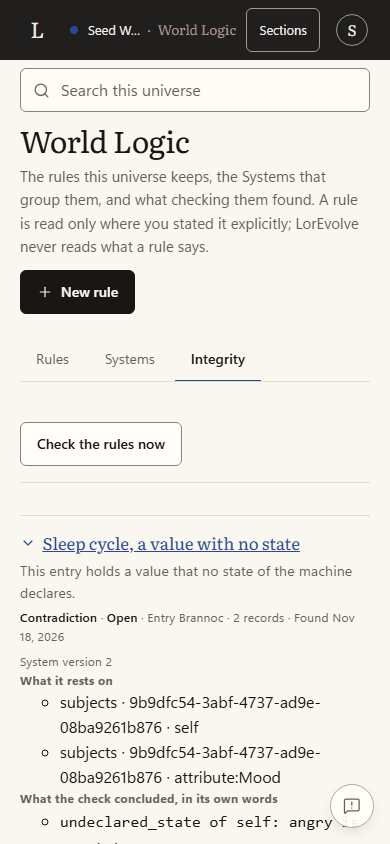 L Seed W... · World Logic Sections S
Search this universe
World Logic
The rules this universe keeps, the Systems that
group them, and what checking them found. A rule
is read only where you stated it explicitly; LorEvolve
never reads what a rule says.
+ New rule
Rules Systems Integrity
Check the rules now
Sleep cycle, a value with no state
This entry holds a value that no state of the machine
declares.
Contradiction · Open · Entry Brannoc · 2 records · Found Nov
18, 2026
System version 2
What it rests on
subjects · 9b9dfc54-3abf-4737-ad9e-
08ba9261b876 · self
subjects · 9b9dfc54-3abf-4737-ad9e-
08ba9261b876 · attribute:Mood
What the check concluded, in its own words
undeclared_state of self: angry